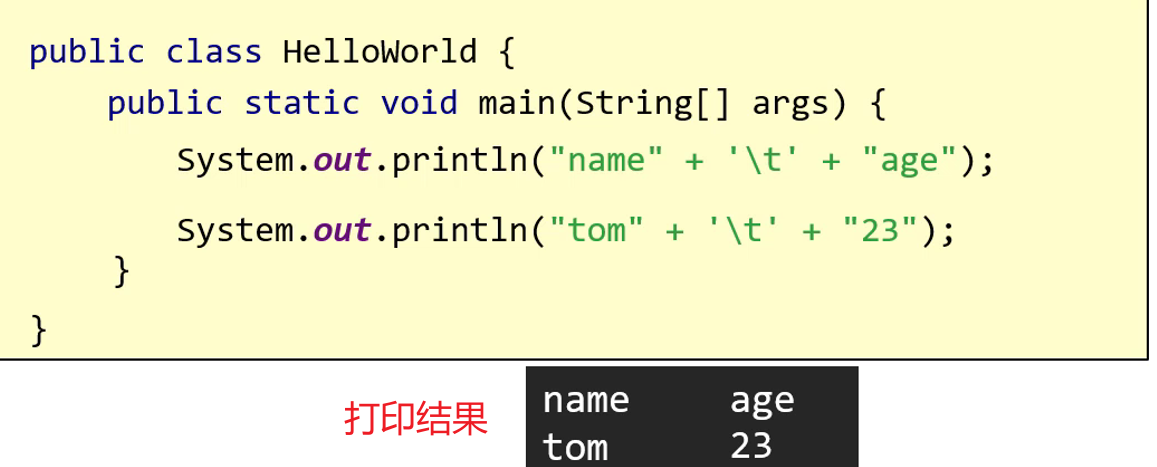 public class HelloWorld {
    public static void main(String[] args) {
        System.out.println("name" + '\t' + "age");
        System.out.println("tom" + '\t' + "23");
    }
}
打印结果
name    age
tom     23